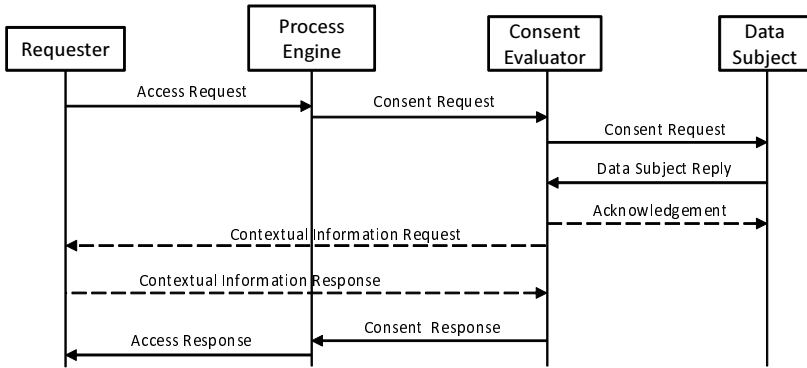 Requester
Process
Engine
Consent
Evaluator
Data
Subject
Access Request
Consent Request
Consent Request
Data Subject Reply
Acknowledgement
Contextual Information Request
Contextual Information Response
Consent Response
Access Response